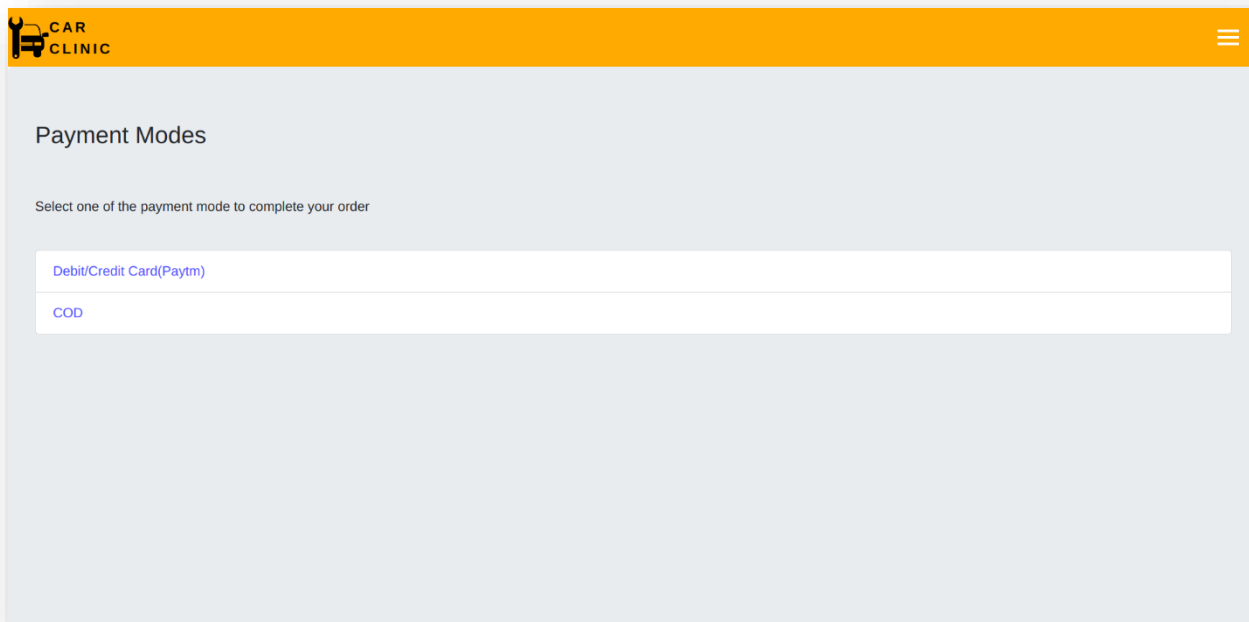 CAR
CLINIC
Payment Modes
Select one of the payment mode to complete your order
Debit/Credit Card(Paytm)
COD